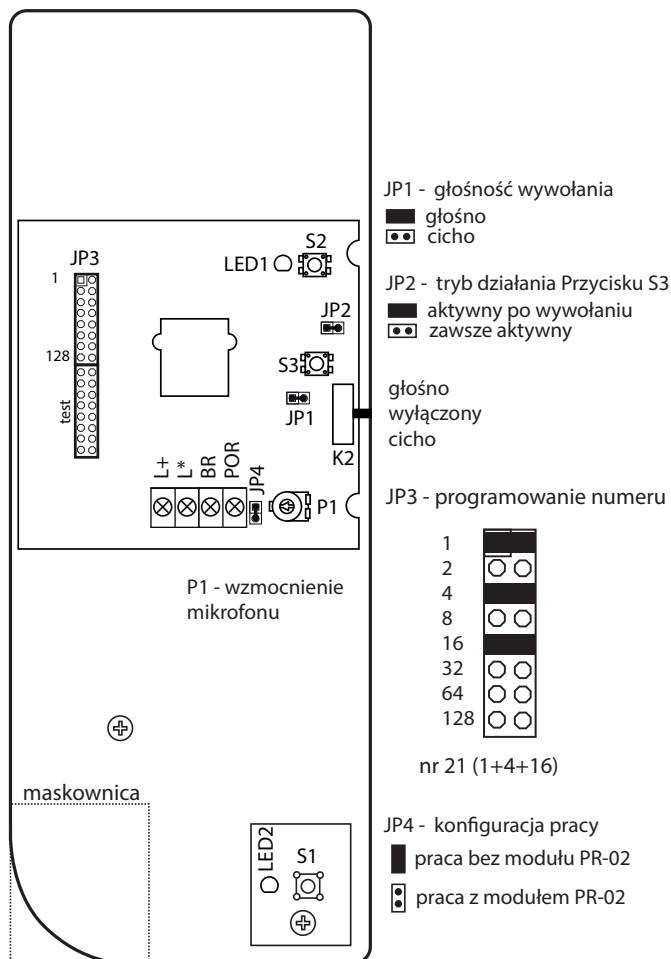 S2
LED1
JP3
1
JP2
128
S3
test
JP1
K2
L+
L*
BR
POR
JP4
P1
P1 - wzmocnienie
mikrofonu
maskownica
LED2
S1
JP1 - głośność wywołania
głośno
cicho
JP2 - tryb działania Przycisku S3
aktywny po wywołaniu
zawsze aktywny
głośno
wyłączony
cicho
JP3 - programowanie numeru
1
2
4
8
16
32
64
128
nr 21 (1+4+16)
JP4 - konfiguracja pracy
praca bez modułu PR-02
praca z modułem PR-02